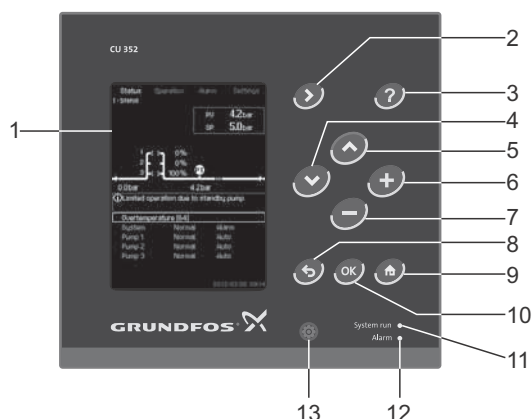 CU 352
Status Operation Alarm Settings
1-Status
PV 4.2bar
SP 5.0bar
1 0%
2 0%
3 100%
0.0bar 4.2bar
Limited operation due to standby pump
Overtemperature [64]
System Normal Alarm
Pump 1 Normal Auto
Pump 2 Normal Auto
Pump 3 Normal Auto
GRUNDFOS
?
OK
System run
Alarm
1
2
3
4
5
6
7
8
9
10
11
12
13